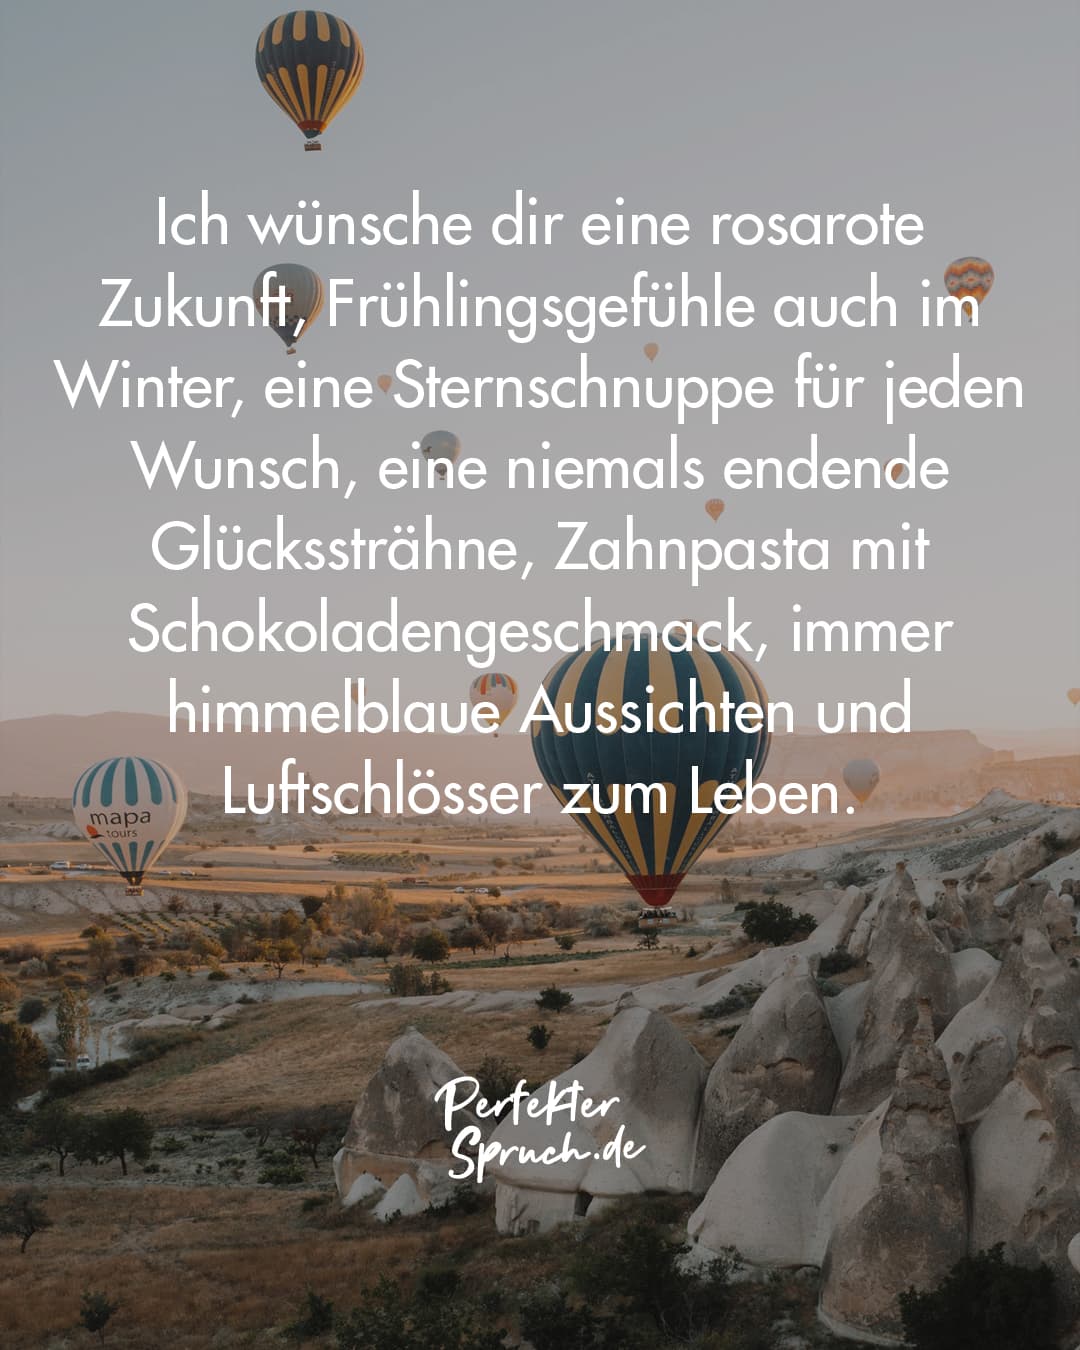 Ich wünsche dir eine rosarote
Zukunft, Frühlingsgefühle auch im
Winter, eine Sternschnuppe für jeden
Wunsch, eine niemals endende
Glückssträhne, Zahnpasta mit
Schokoladengeschmack, immer
himmelblaue Aussichten und
Luftschlösser zum Leben.
mapa
tours
Perfekter
Spruch.de